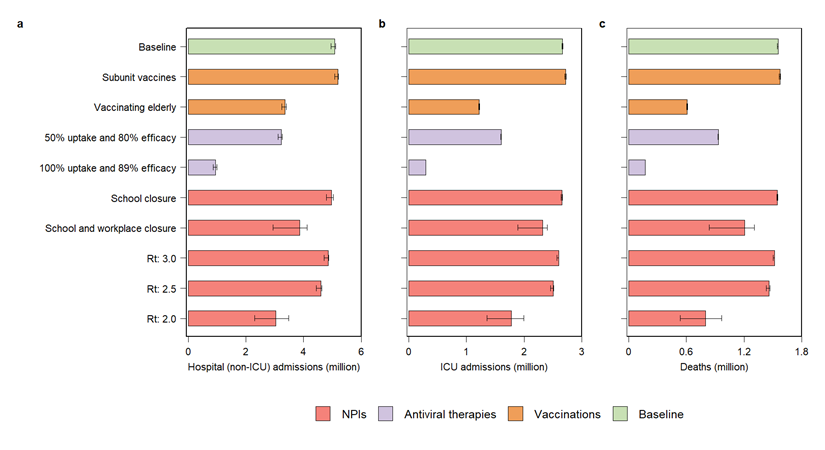 a
b
c
Baseline
Subunit vaccines
Vaccinating elderly
50% uptake and 80% efficacy
100% uptake and 89% efficacy
School closure
School and workplace closure
Rt: 3.0
Rt: 2.5
Rt: 2.0
0 2 4 6
0 1 2 3
0 0.6 1.2 1.8
Hospital (non-ICU) admissions (million)
ICU admissions (million)
Deaths (million)
NPIs Antiviral therapies Vaccinations Baseline